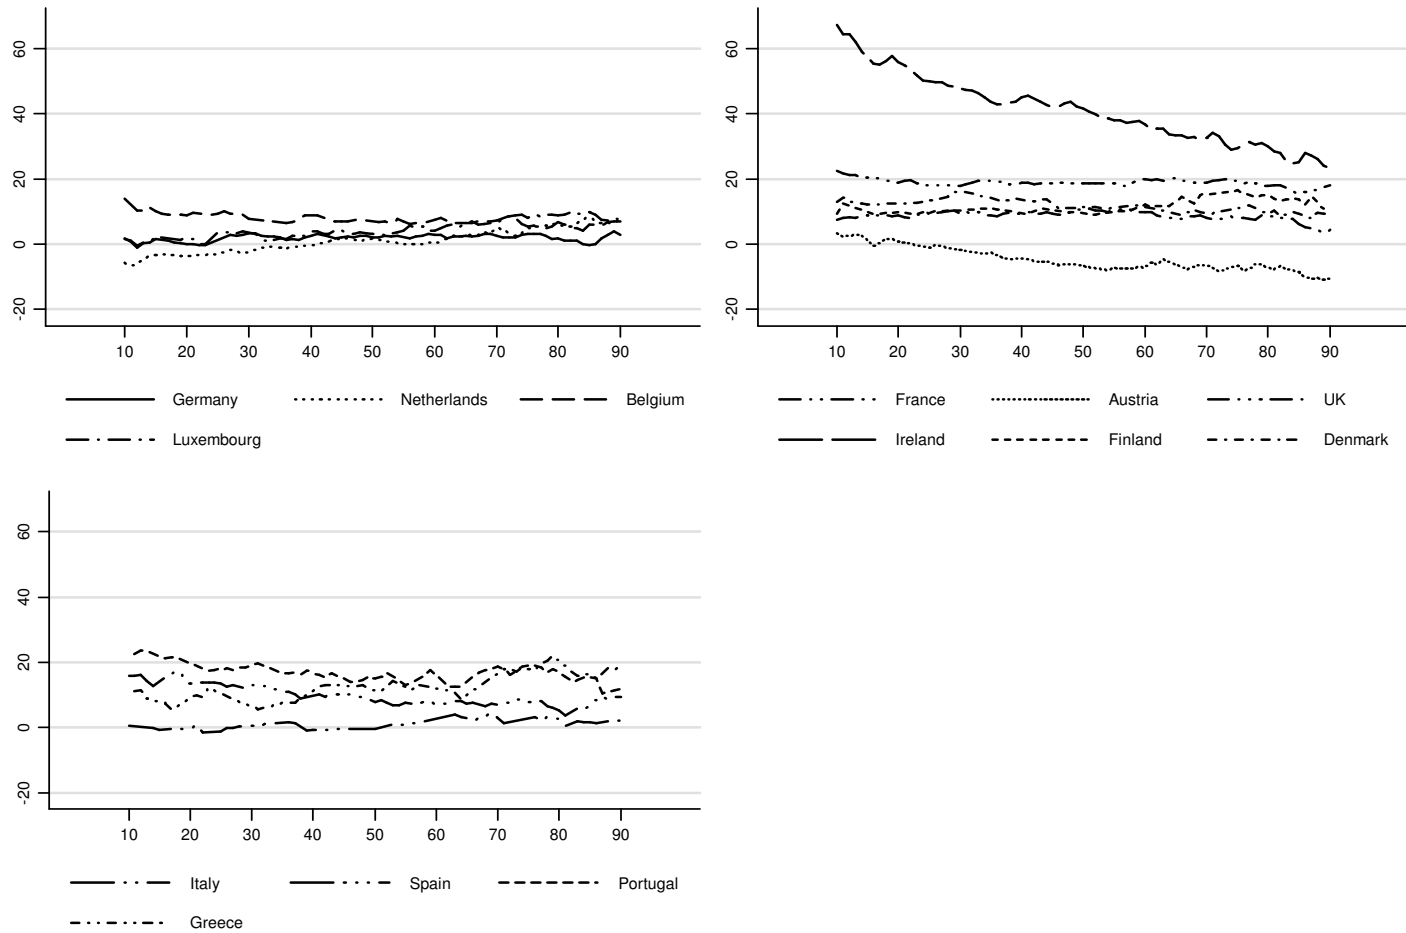 60
40
20
0
-20
10 20 30 40 50 60 70 80 90
Germany Netherlands Belgium
Luxembourg
60
40
20
0
-20
10 20 30 40 50 60 70 80 90
France Austria UK
Ireland Finland Denmark
60
40
20
0
-20
10 20 30 40 50 60 70 80 90
Italy Spain Portugal
Greece